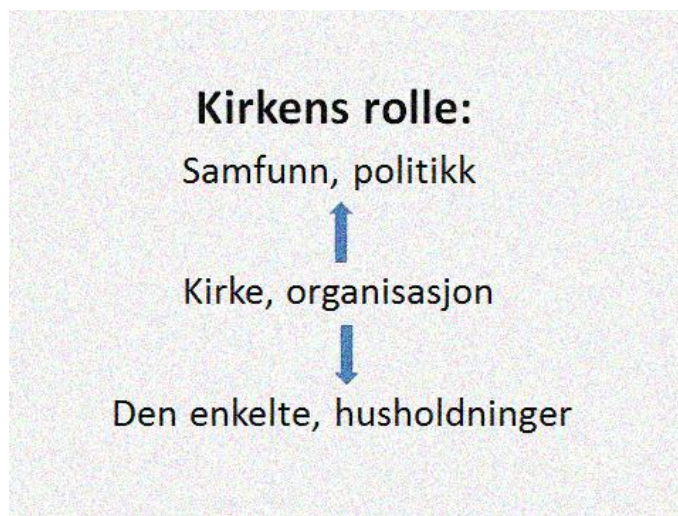 Kirkens rolle:
Samfunn, politikk
Kirke, organisasjon
Den enkelte, husholdninger